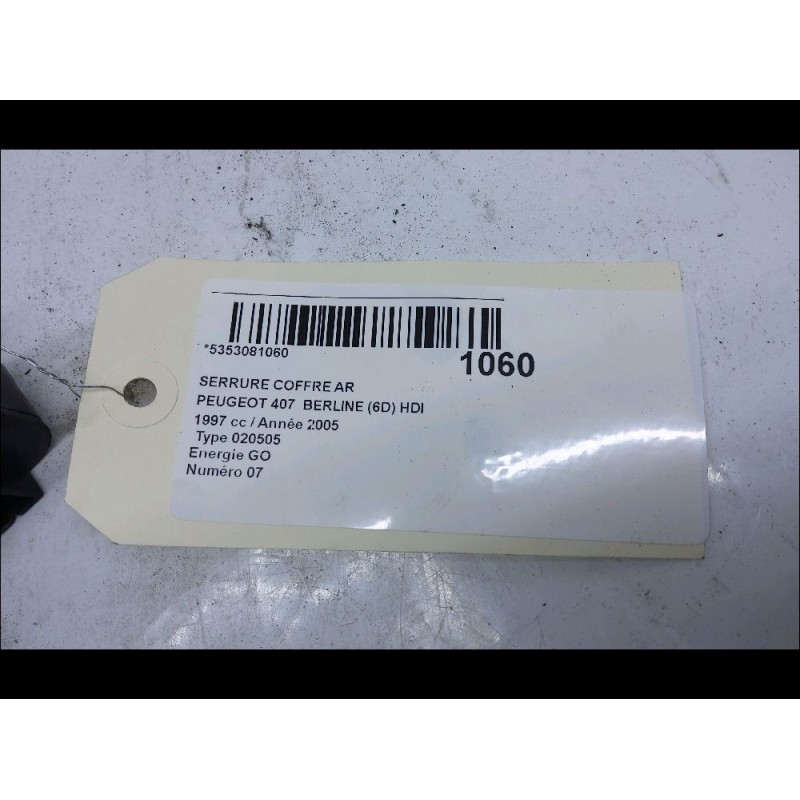 *5353081060
1060
SERRURE COFFRE AR
PEUGEOT 407 BERLINE (6D) HDI
1997 cc / Année 2005
Type 020505
Energie GO
Numéro 07